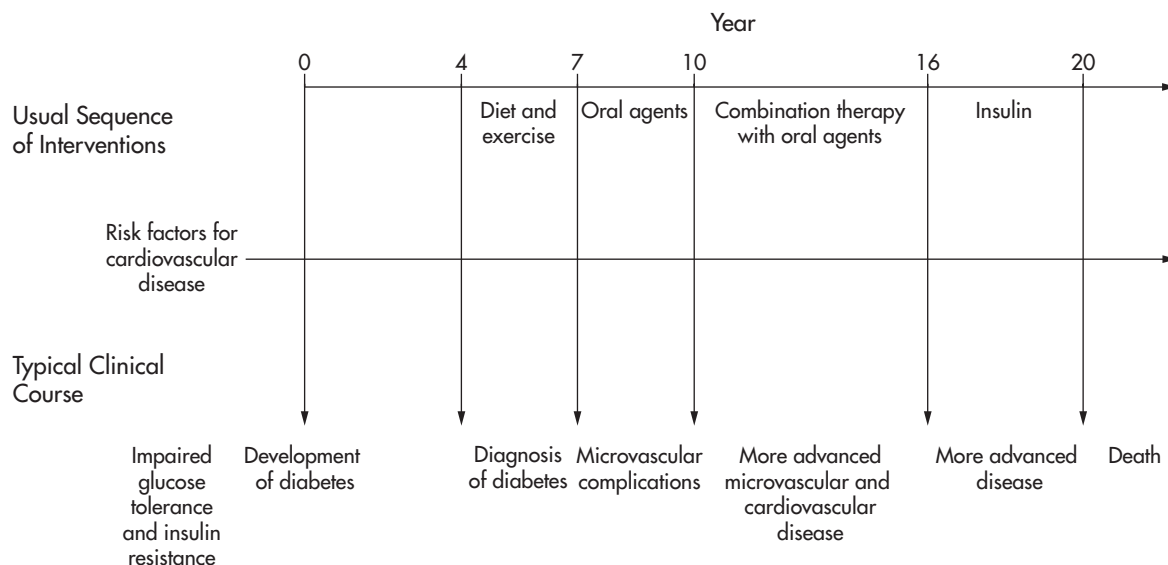 Year
0 4 7 10 16 20
Usual Sequence
of Interventions
Diet and
exercise
Oral agents
Combination therapy
with oral agents
Insulin
Risk factors for
cardiovascular
disease
Typical Clinical
Course
Impaired
glucose
tolerance
and insulin
resistance
Development
of diabetes
Diagnosis
of diabetes
Microvascular
complications
More advanced
microvascular and
cardiovascular
disease
More advanced
disease
Death